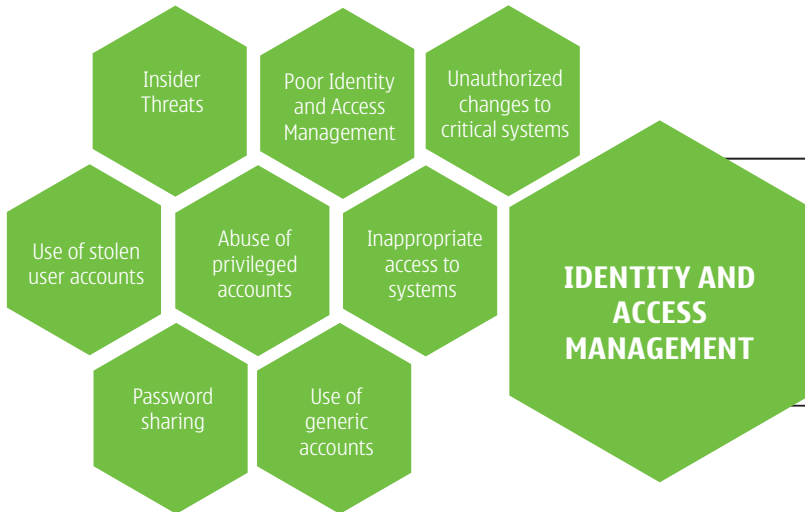 Insider
Threats
Poor Identity
and Access
Management
Unauthorized
changes to
critical systems
Use of stolen
user accounts
Abuse of
privileged
accounts
Inappropriate
access to
systems
IDENTITY AND
ACCESS
MANAGEMENT
Password
sharing
Use of
generic
accounts